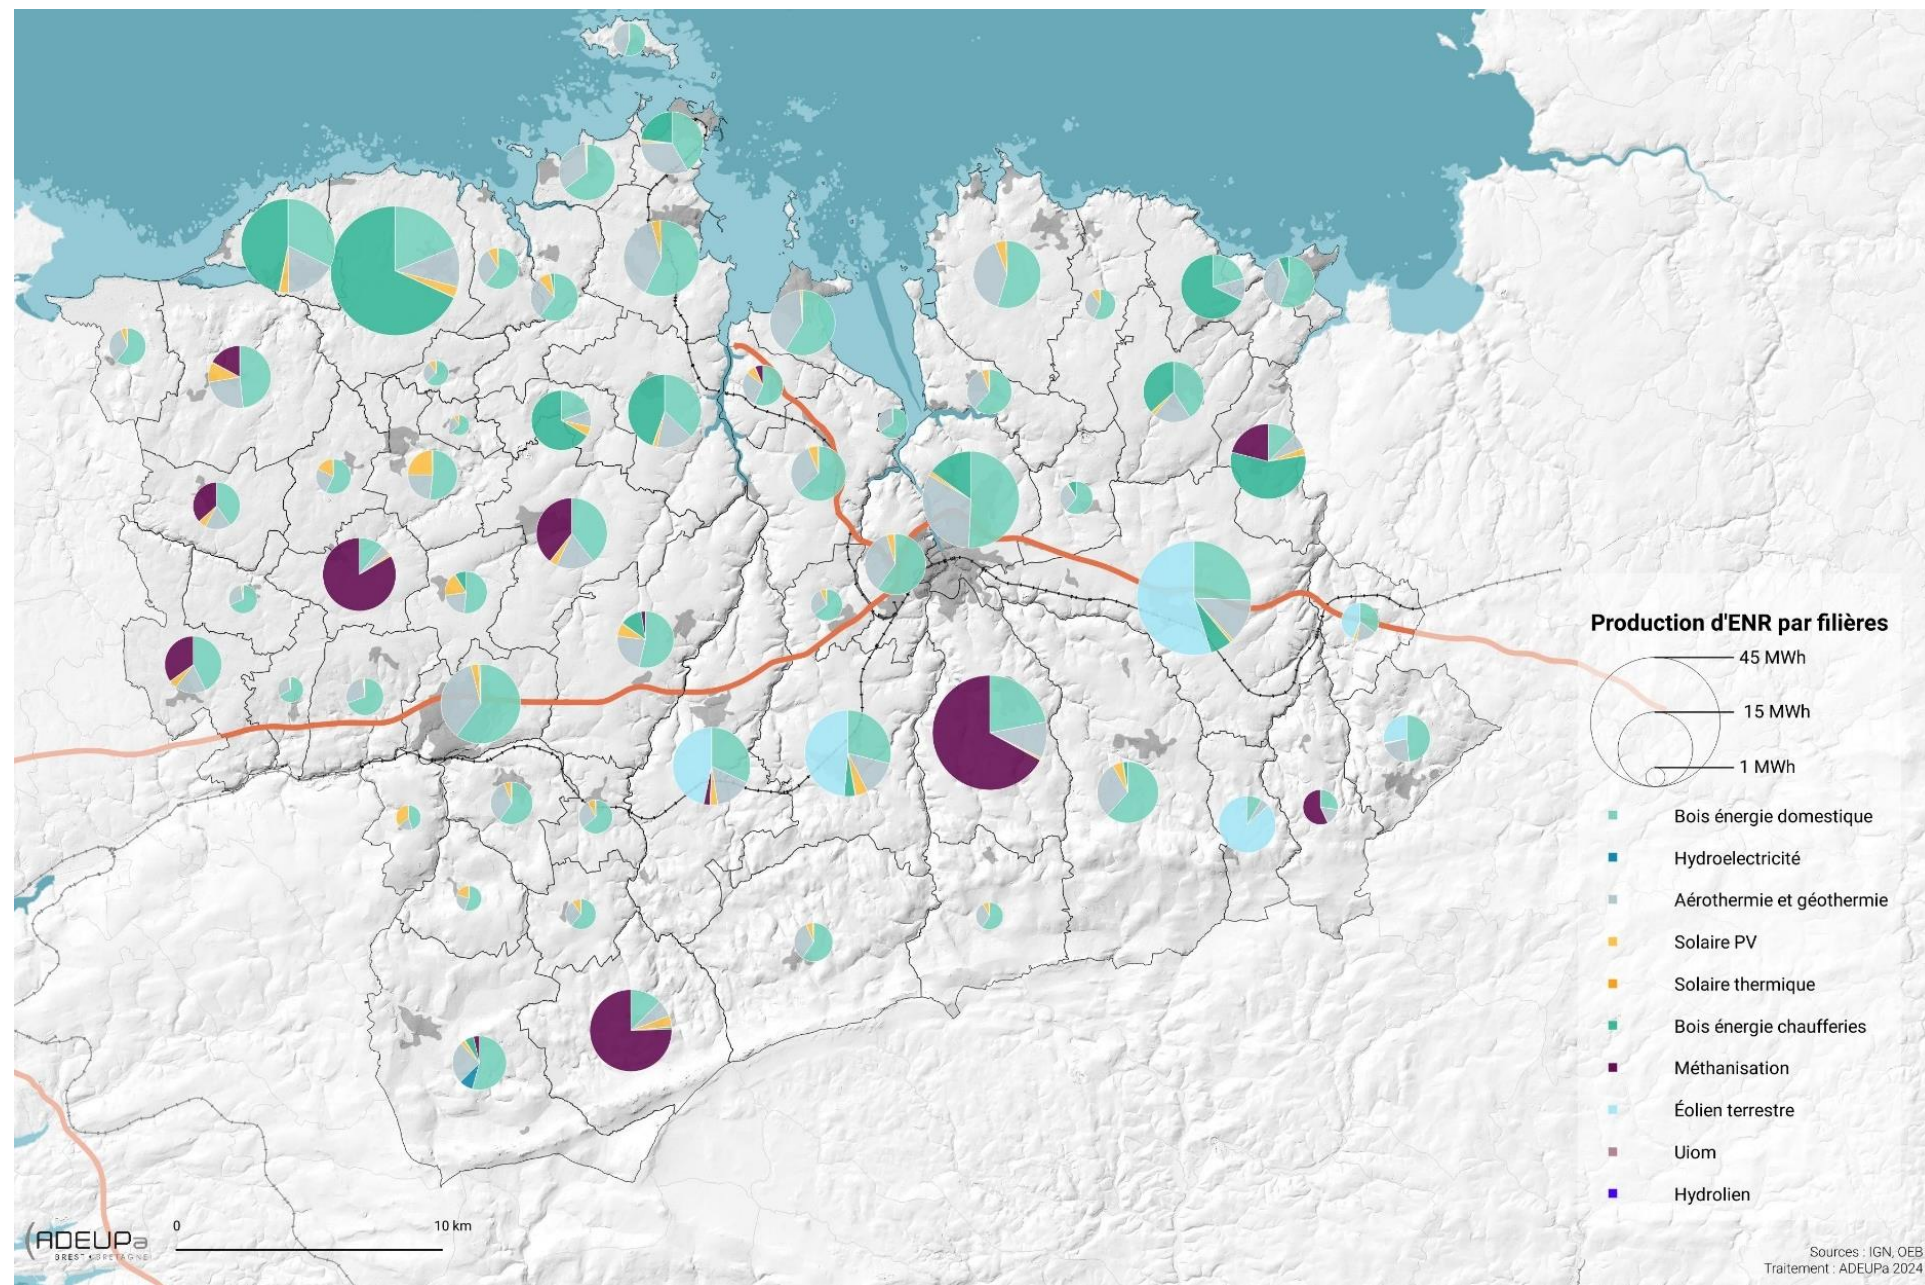 Production d'ENR par filières
45 MWh
15 MWh
1 MWh
Bois énergie domestique
Hydroelectricité
Aérothermie et géothermie
Solaire PV
Solaire thermique
Bois énergie chaufferies
Méthanisation
Éolien terrestre
Uiom
Hydrolien
ADEUPa
BREST • BRETAGNE
0
10 km
Sources : IGN, OEB
Traitement : ADEUPa 2024